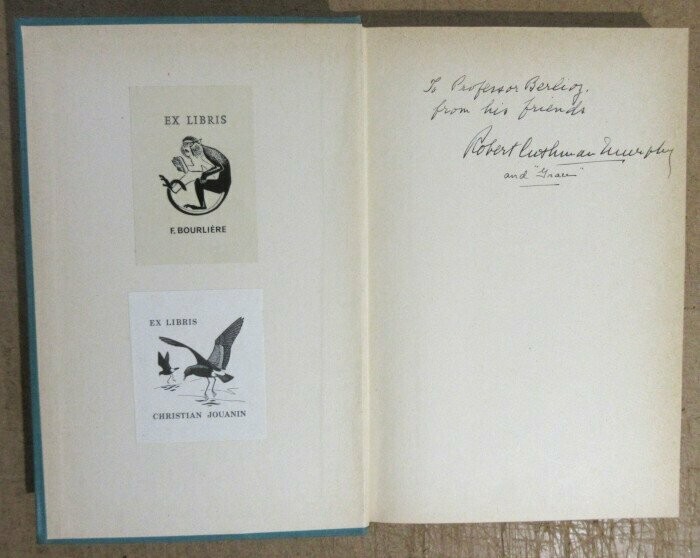 EX LIBRIS
F. BOURLIÈRE
EX LIBRIS
CHRISTIAN JOUANIN
To Professor Berlioz,
from his friends
Robert Cushman Murphy
and "Grace"